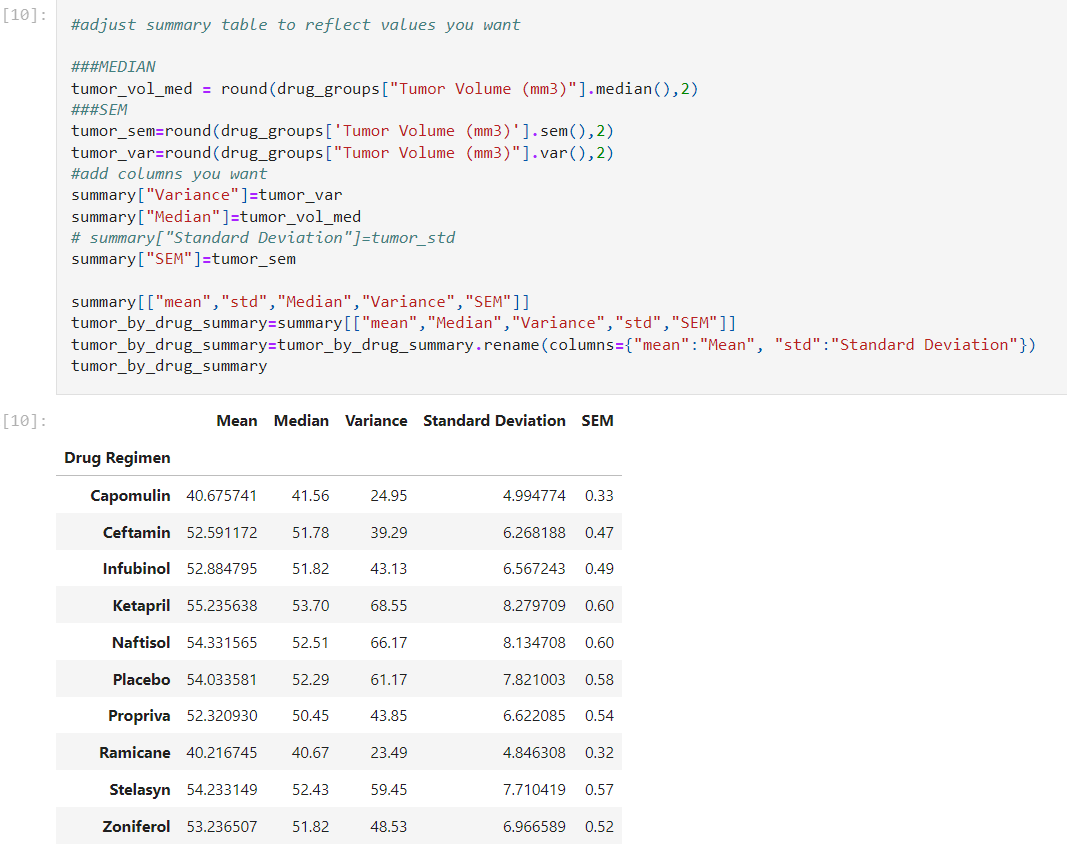 [10]:
#adjust summary table to reflect values you want
###MEDIAN
tumor_vol_med = round(drug_groups["Tumor Volume (mm3)"].median(),2)
###SEM
tumor_sem=round(drug_groups['Tumor Volume (mm3)'].sem(),2)
tumor_var=round(drug_groups["Tumor Volume (mm3)"].var(),2)
#add columns you want
summary["Variance"]=tumor_var
summary["Median"]=tumor_vol_med
# summary["Standard Deviation"]=tumor_std
summary["SEM"]=tumor_sem
summary[["mean","std","Median","Variance","SEM"]]
tumor_by_drug_summary=summary[["mean","Median","Variance","std","SEM"]]
tumor_by_drug_summary=tumor_by_drug_summary.rename(columns={"mean":"Mean", "std":"Standard Deviation"})
tumor_by_drug_summary
[10]:
Mean Median Variance Standard Deviation SEM
Drug Regimen
Capomulin 40.675741 41.56 24.95 4.994774 0.33
Ceftamin 52.591172 51.78 39.29 6.268188 0.47
Infubinol 52.884795 51.82 43.13 6.567243 0.49
Ketapril 55.235638 53.70 68.55 8.279709 0.60
Naftisol 54.331565 52.51 66.17 8.134708 0.60
Placebo 54.033581 52.29 61.17 7.821003 0.58
Propriva 52.320930 50.45 43.85 6.622085 0.54
Ramicane 40.216745 40.67 23.49 4.846308 0.32
Stelasyn 54.233149 52.43 59.45 7.710419 0.57
Zoniferol 53.236507 51.82 48.53 6.966589 0.52